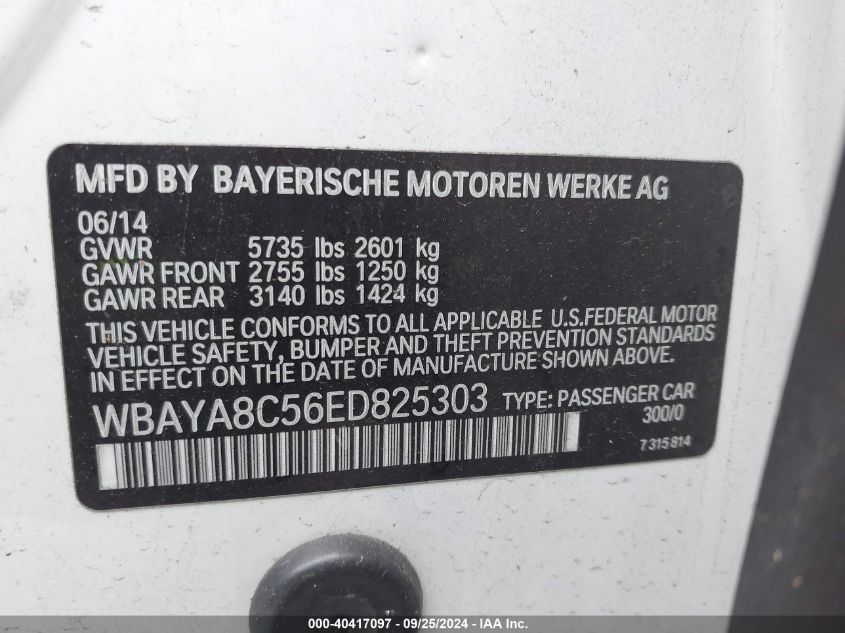 MFD BY BAYERISCHE MOTOREN WERKE AG
06/14
GVWR 5735 lbs 2601 kg
GAWR FRONT 2755 lbs 1250 kg
GAWR REAR 3140 lbs 1424 kg
THIS VEHICLE CONFORMS TO ALL APPLICABLE U.S.FEDERAL MOTOR
VEHICLE SAFETY, BUMPER AND THEFT PREVENTION STANDARDS
IN EFFECT ON THE DATE OF MANUFACTURE SHOWN ABOVE.
WBAYA8C56ED825303 TYPE: PASSENGER CAR
300/0
7315814
000-40417097 - 09/25/2024 - IAA Inc.